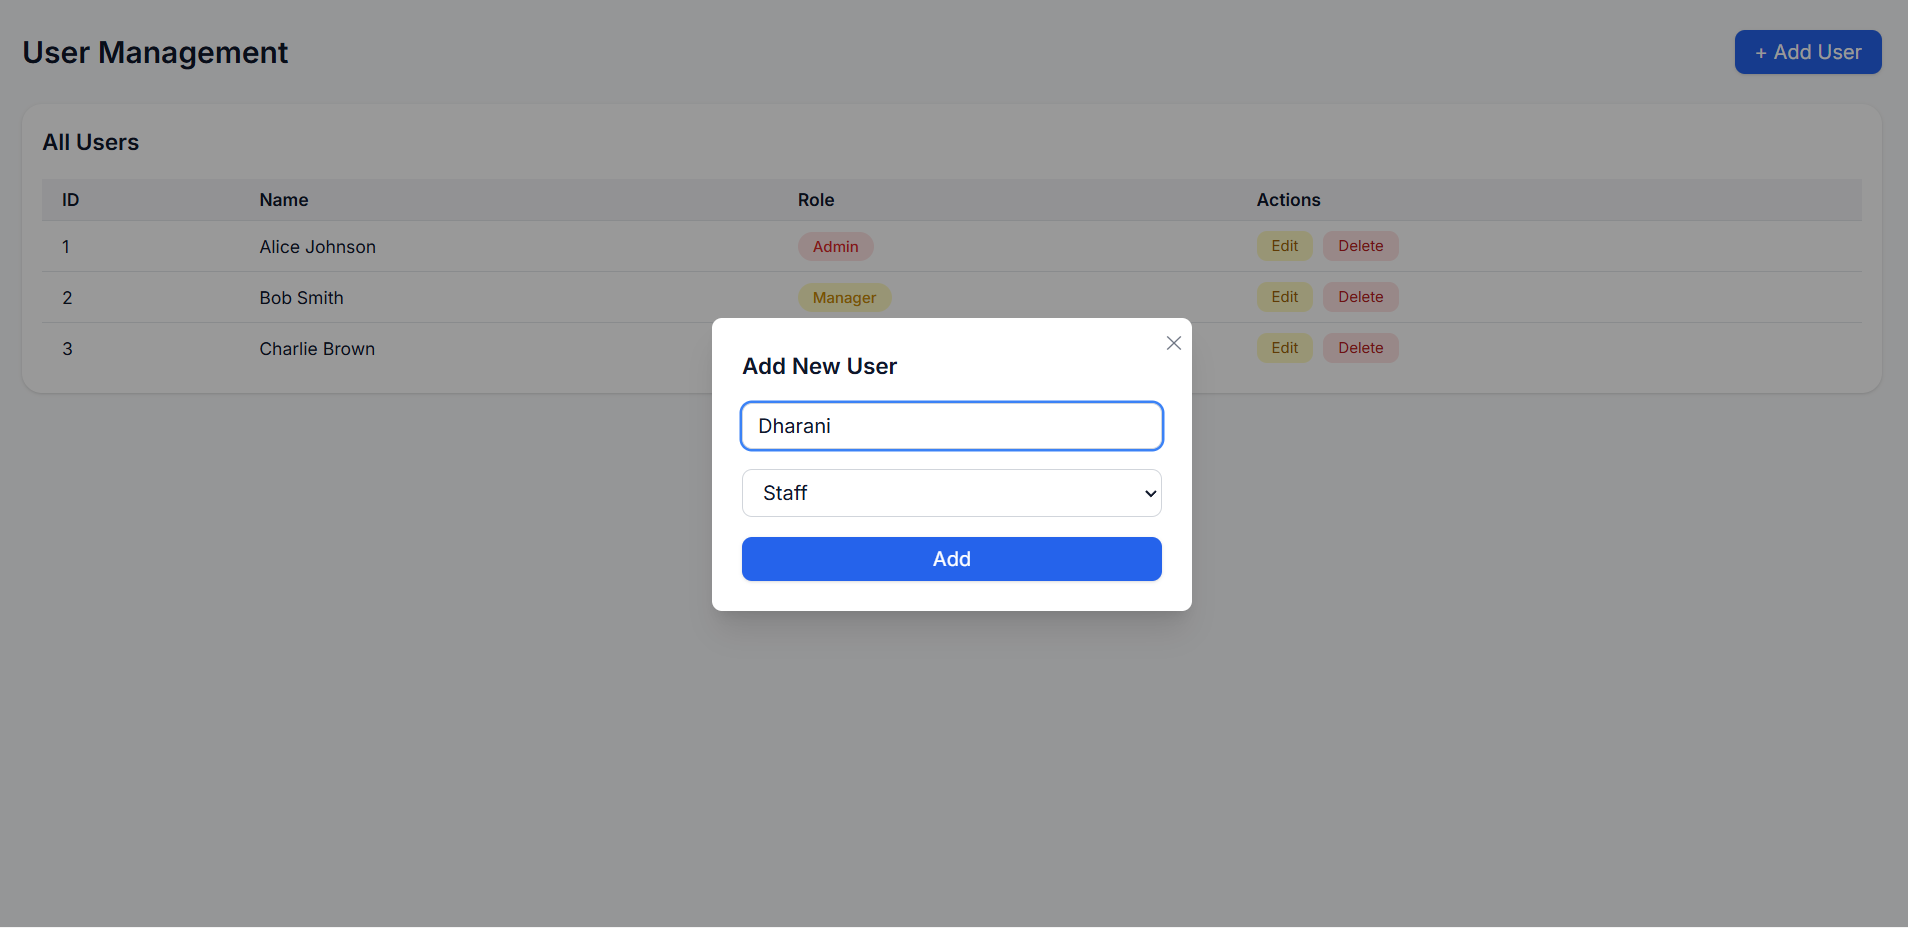 User Management
+ Add User
All Users
ID Name Role Actions
1 Alice Johnson Admin Edit Delete
2 Bob Smith Manager Edit Delete
3 Charlie Brown Edit Delete
Add New User
Dharani
Staff
Add